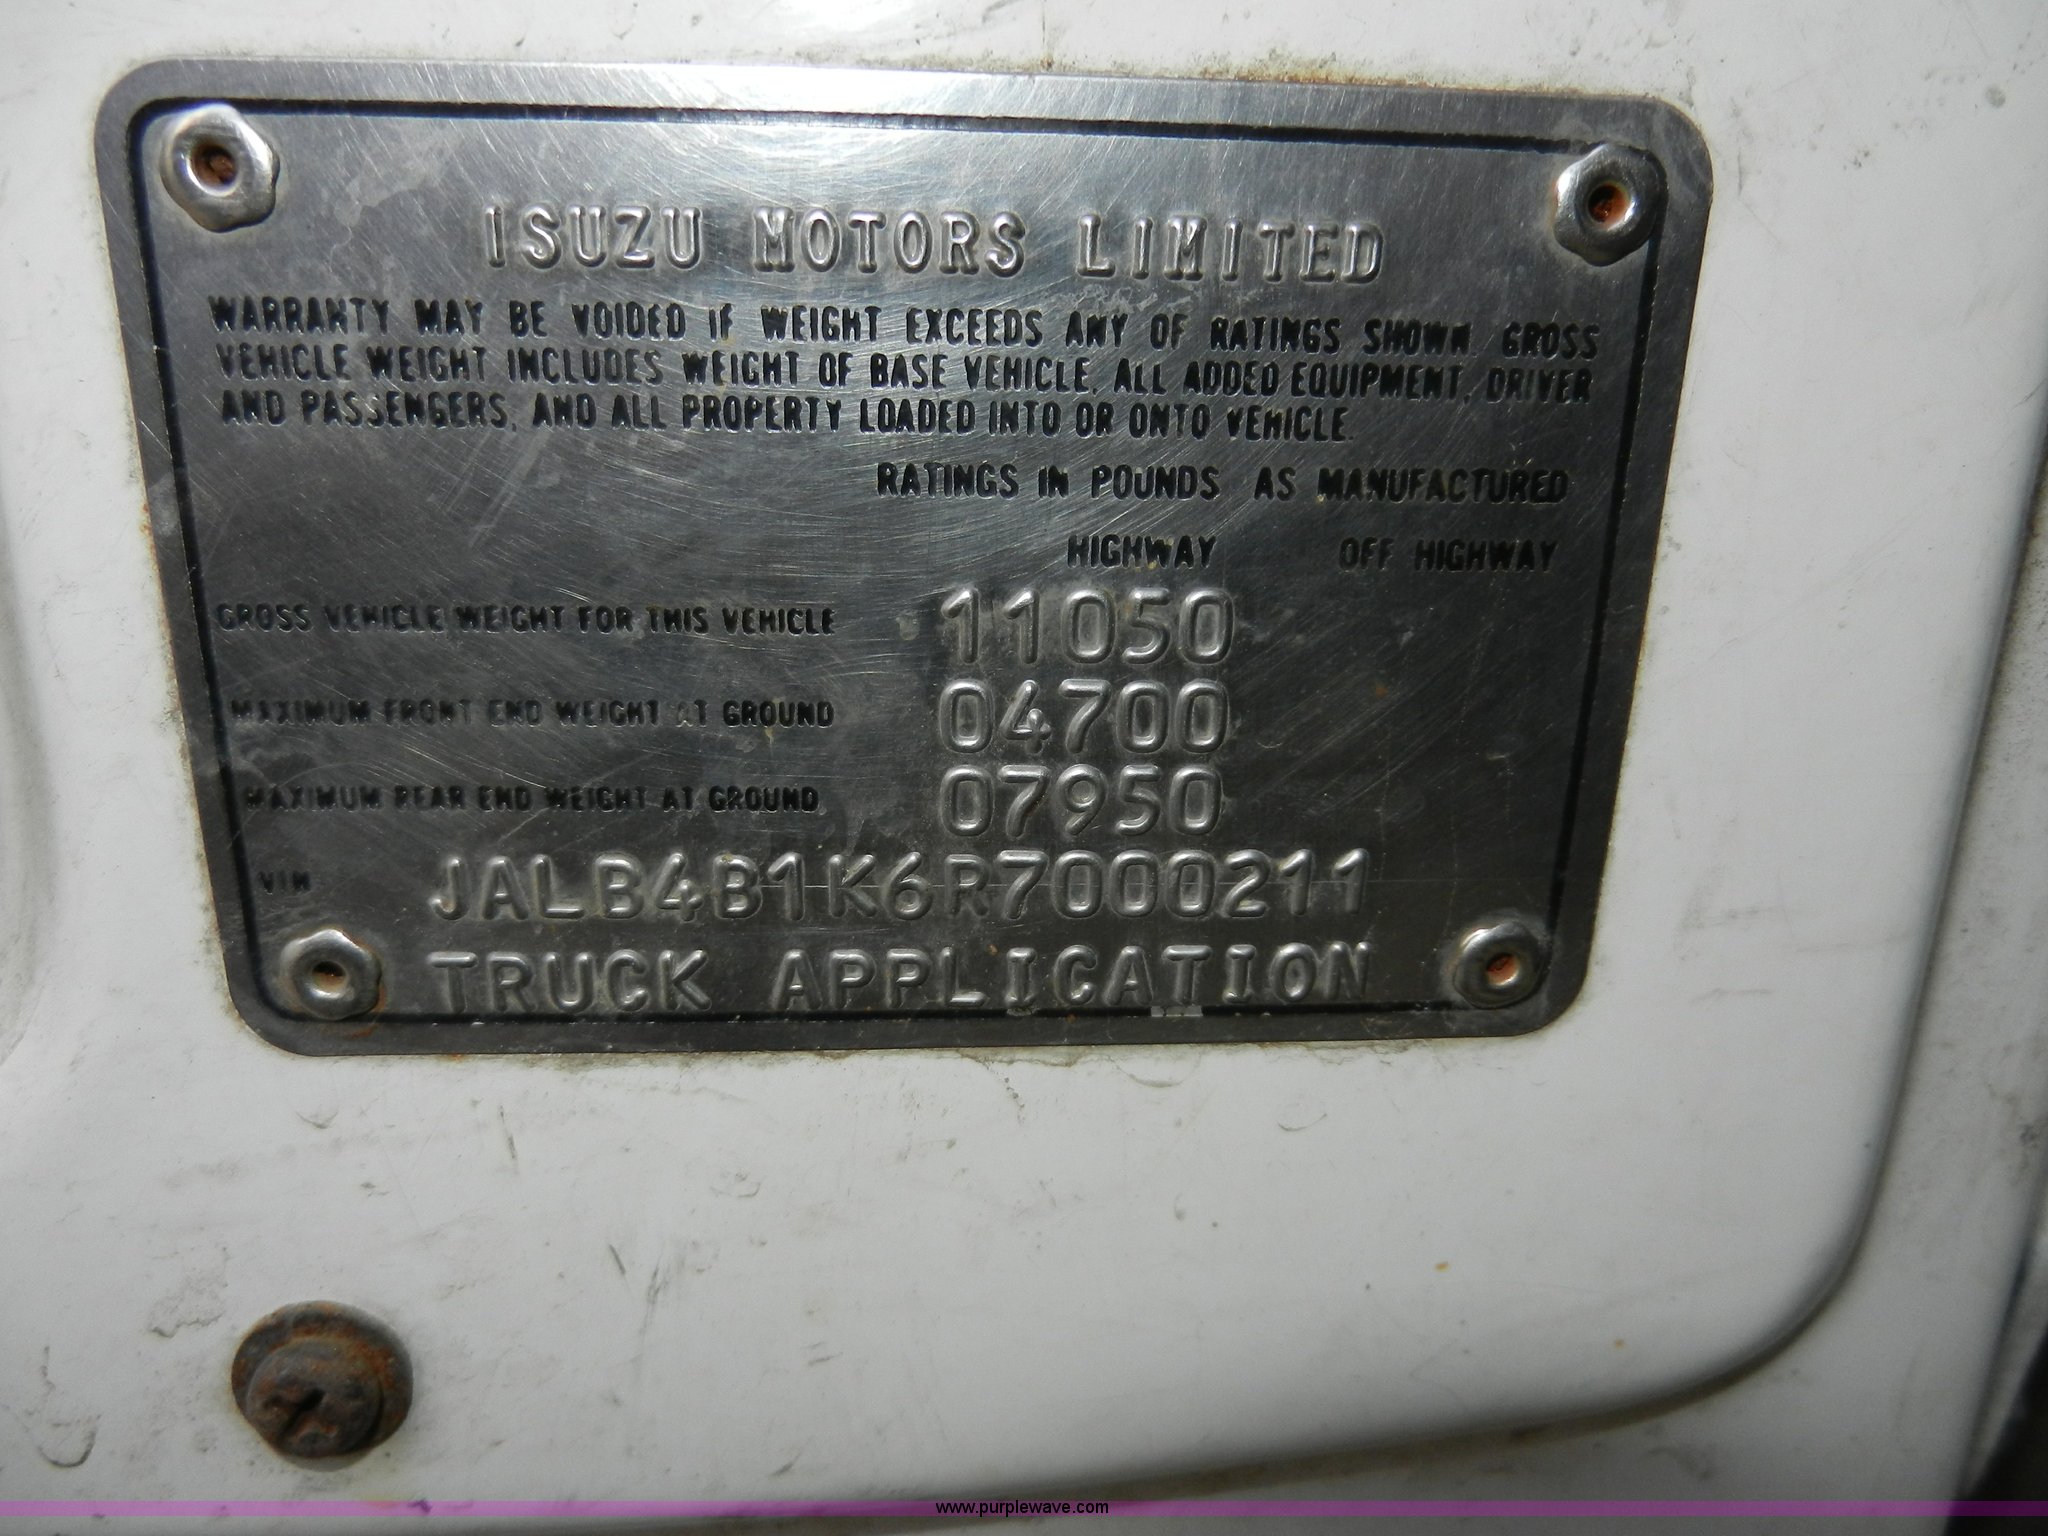 ISUZU MOTORS LIMITED
WARRANTY MAY BE VOIDED IF WEIGHT EXCEEDS ANY OF RATINGS SHOWN. GROSS
VEHICLE WEIGHT INCLUDES WEIGHT OF BASE VEHICLE, ALL ADDED EQUIPMENT, DRIVER
AND PASSENGERS, AND ALL PROPERTY LOADED INTO OR ONTO VEHICLE.
RATINGS IN POUNDS AS MANUFACTURED
HIGHWAY OFF HIGHWAY
GROSS VEHICLE WEIGHT FOR THIS VEHICLE 11050
MAXIMUM FRONT END WEIGHT AT GROUND 04700
MAXIMUM REAR END WEIGHT AT GROUND 07950
VIN JALB4B1K6R7000211
TRUCK APPLICATION
www.purplewave.com